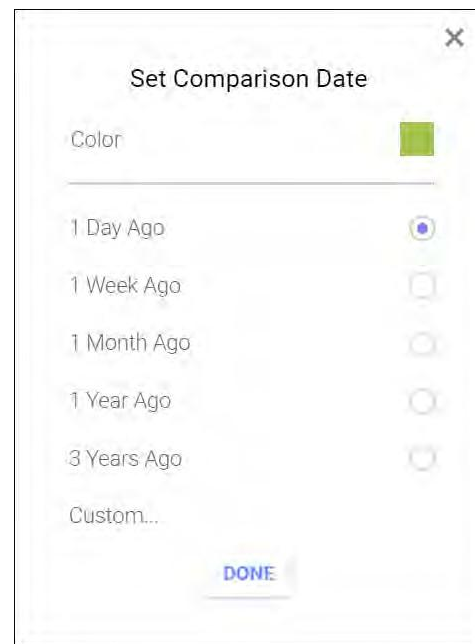 Set Comparison Date
Color
1 Day Ago
1 Week Ago
1 Month Ago
1 Year Ago
3 Years Ago
Custom...
DONE